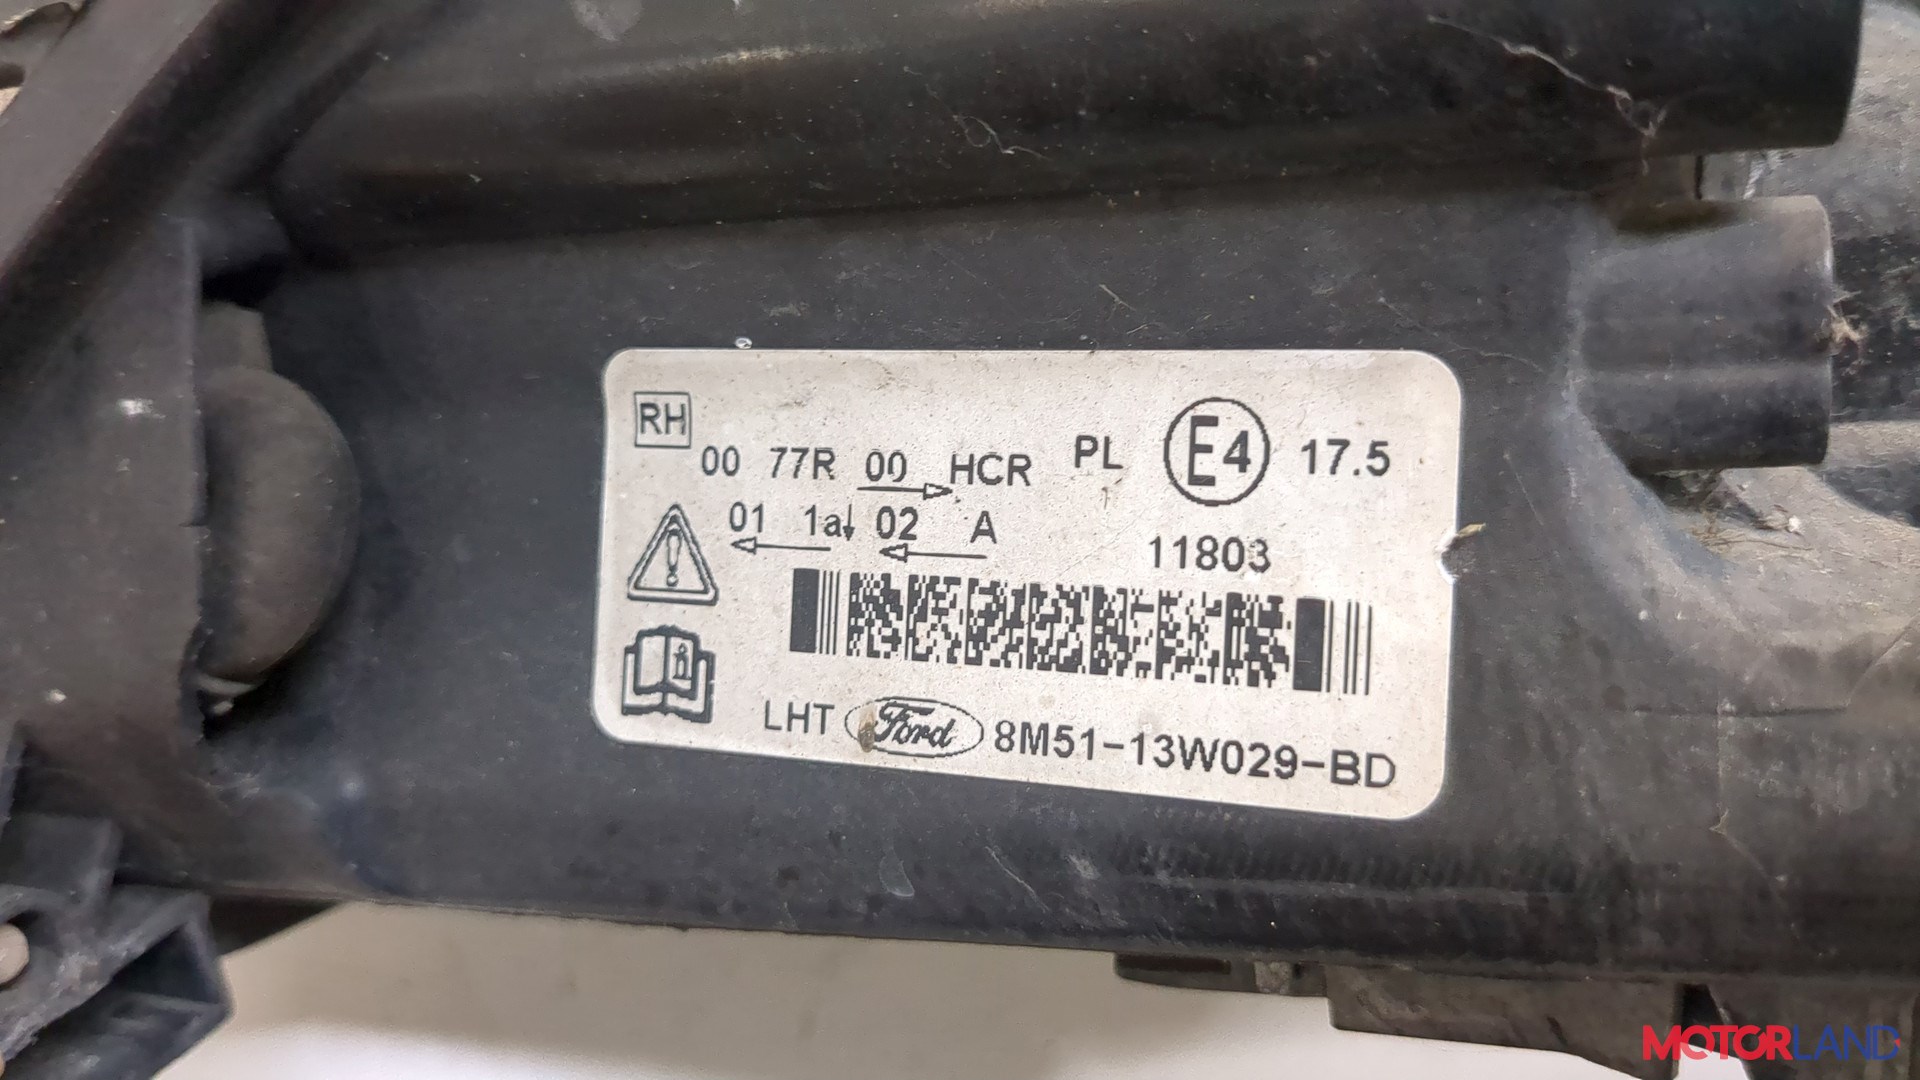 RH
00 77R 00 HCR PL E4 17.5
01 1a 02 A 11803
LHT Ford 8M51-13W029-BD
MOTORLAND